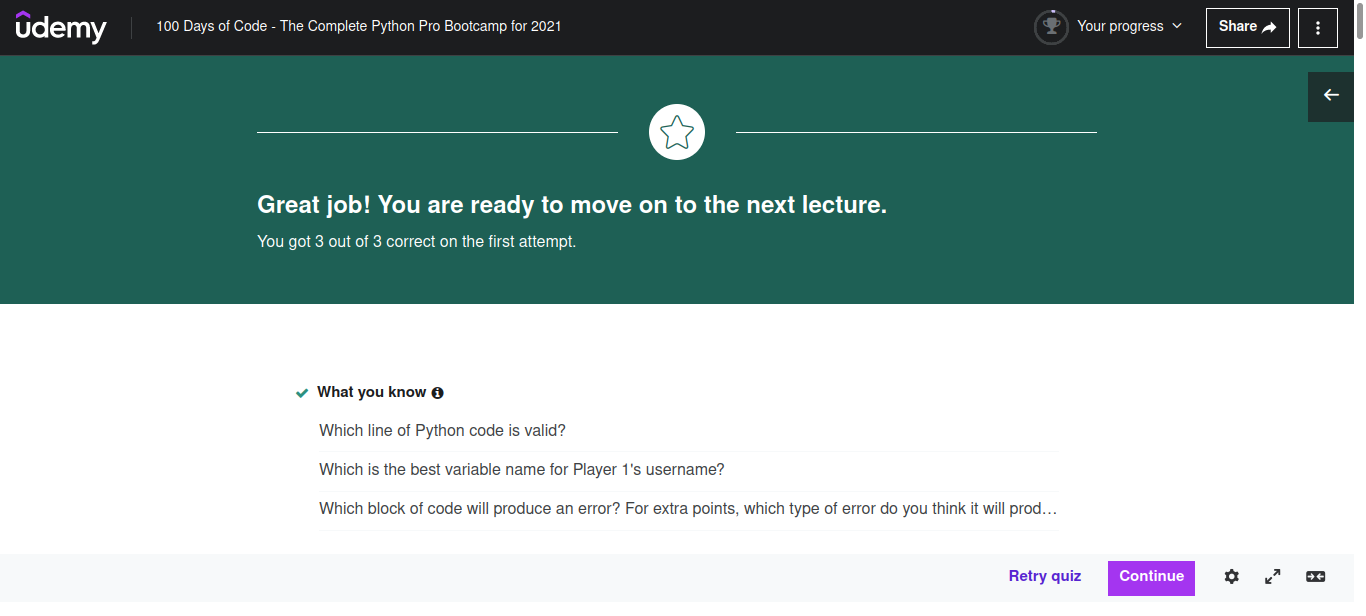 udemy
100 Days of Code - The Complete Python Pro Bootcamp for 2021
Your progress
Share
Great job! You are ready to move on to the next lecture.
You got 3 out of 3 correct on the first attempt.
What you know
Which line of Python code is valid?
Which is the best variable name for Player 1's username?
Which block of code will produce an error? For extra points, which type of error do you think it will prod…
Retry quiz
Continue